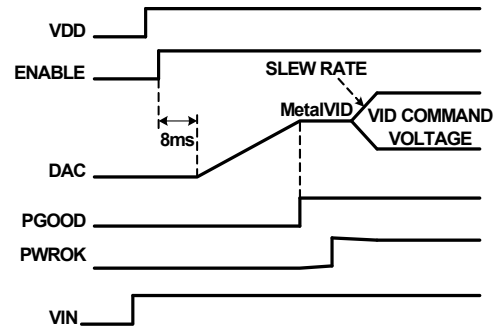 VDD
ENABLE
SLEW RATE
MetalVID
VID COMMAND
VOLTAGE
8ms
DAC
PGOOD
PWROK
VIN